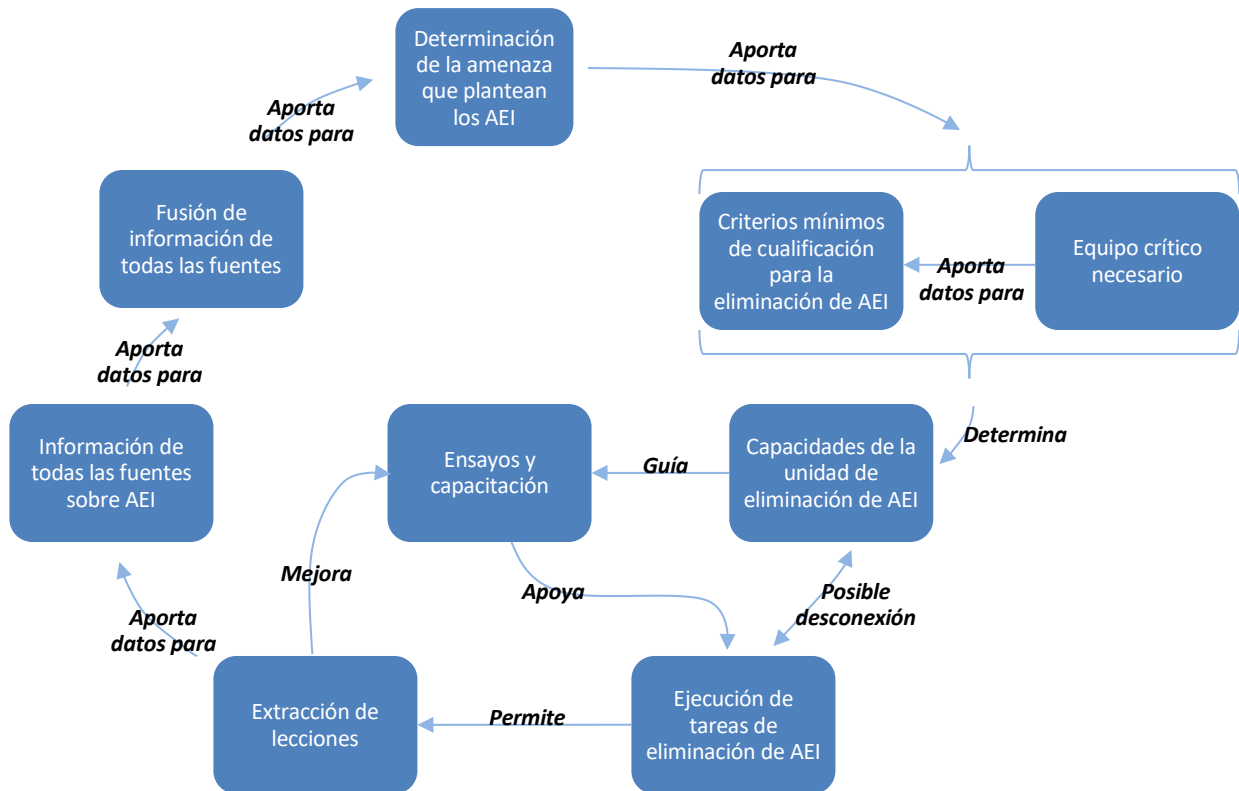 Determinación
de la amenaza
que plantean
los AEI
Aporta
datos para
Aporta
datos para
Fusión de
información de
todas las fuentes
Criterios mínimos
de cualificación
para la
eliminación de AEI
Aporta
datos para
Equipo crítico
necesario
Aporta
datos para
Información de
todas las fuentes
sobre AEI
Ensayos y
capacitación
Guía
Capacidades de la
unidad de
eliminación de AEI
Determina
Mejora
Apoya
Posible
desconexión
Aporta
datos para
Extracción de
lecciones
Permite
Ejecución de
tareas de
eliminación de AEI